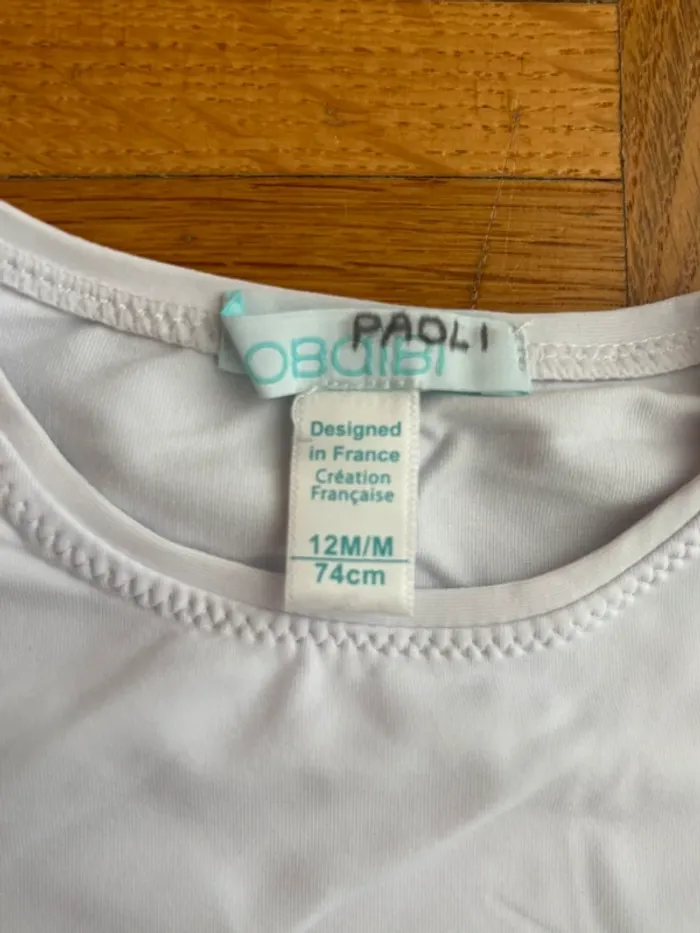 PAOLI
OBAIBI
Designed
in France
Création
Française
12M/M
74cm